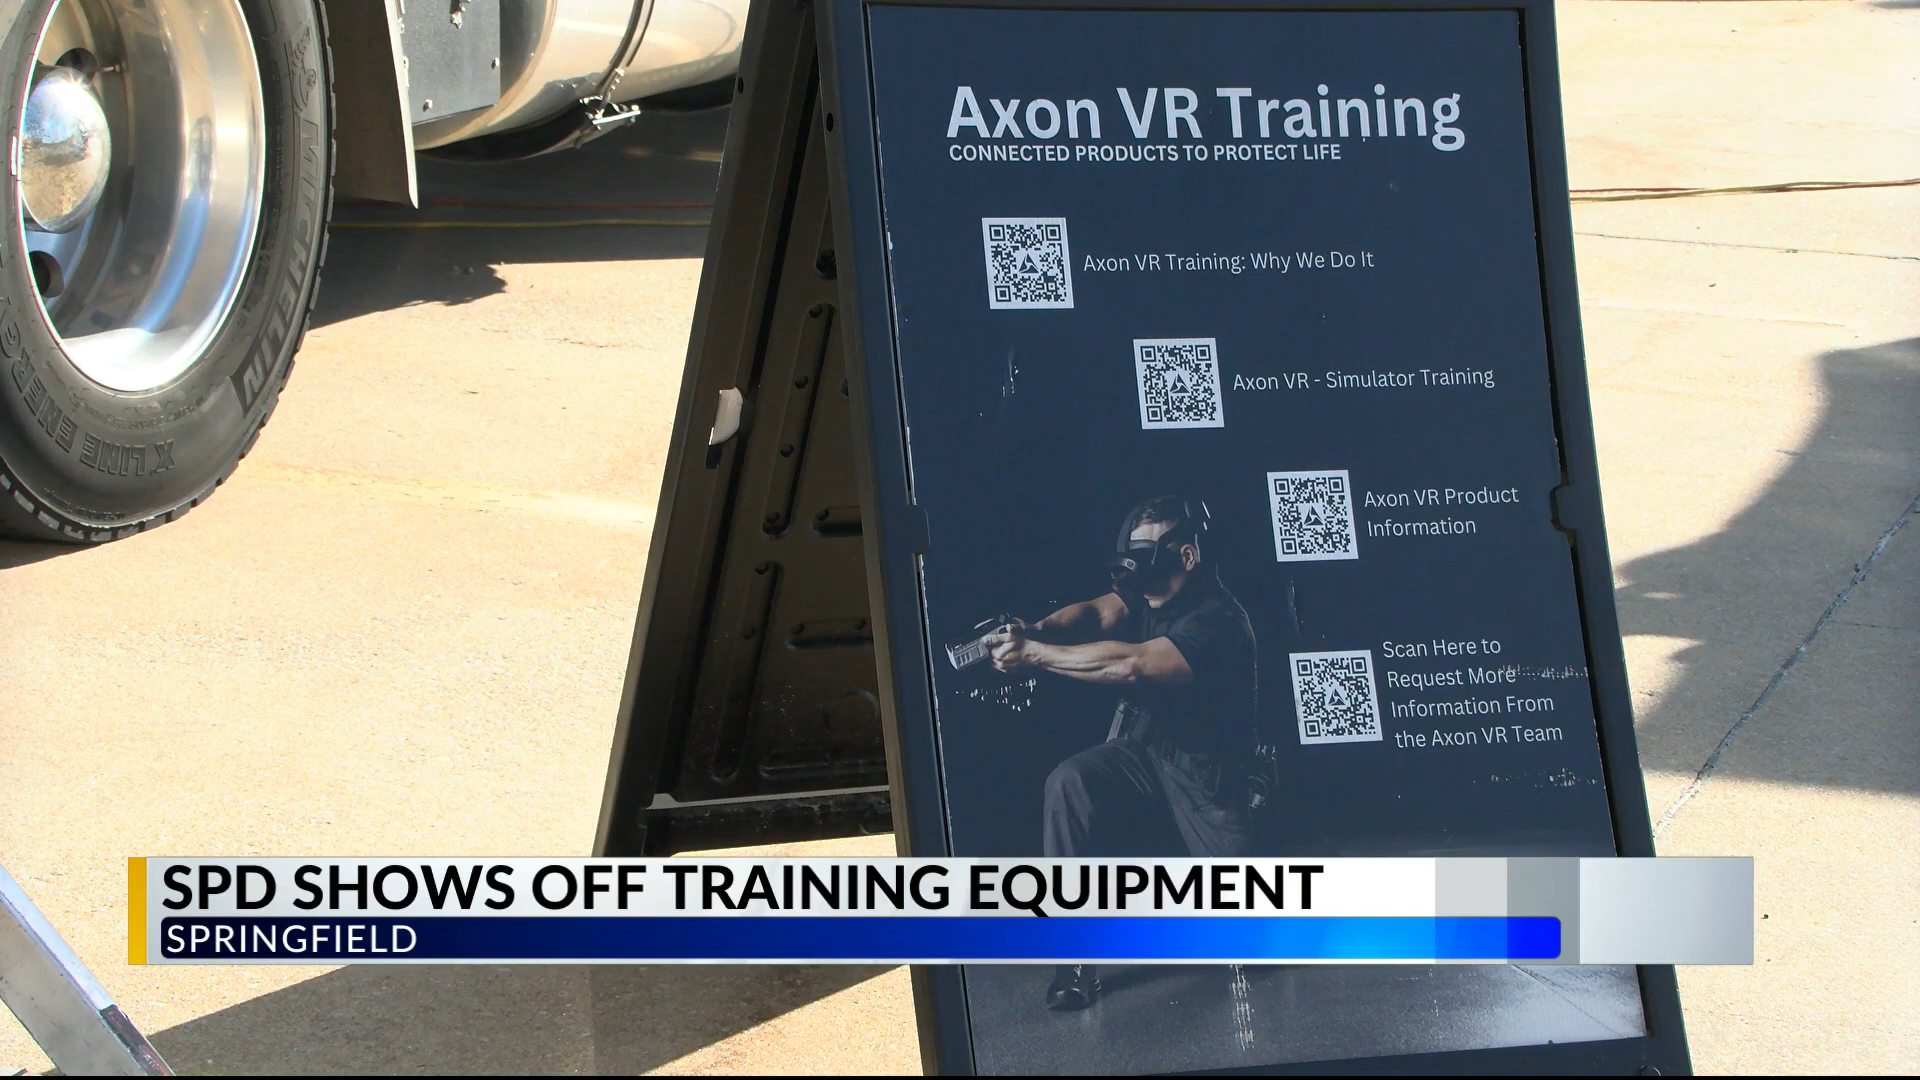 Axon VR Training
CONNECTED PRODUCTS TO PROTECT LIFE
Axon VR Training: Why We Do It
Axon VR - Simulator Training
Axon VR Product
Information
Scan Here to
Request More
Information From
the Axon VR Team
MICHELIN
X LINE ENERGY
SPD SHOWS OFF TRAINING EQUIPMENT
SPRINGFIELD